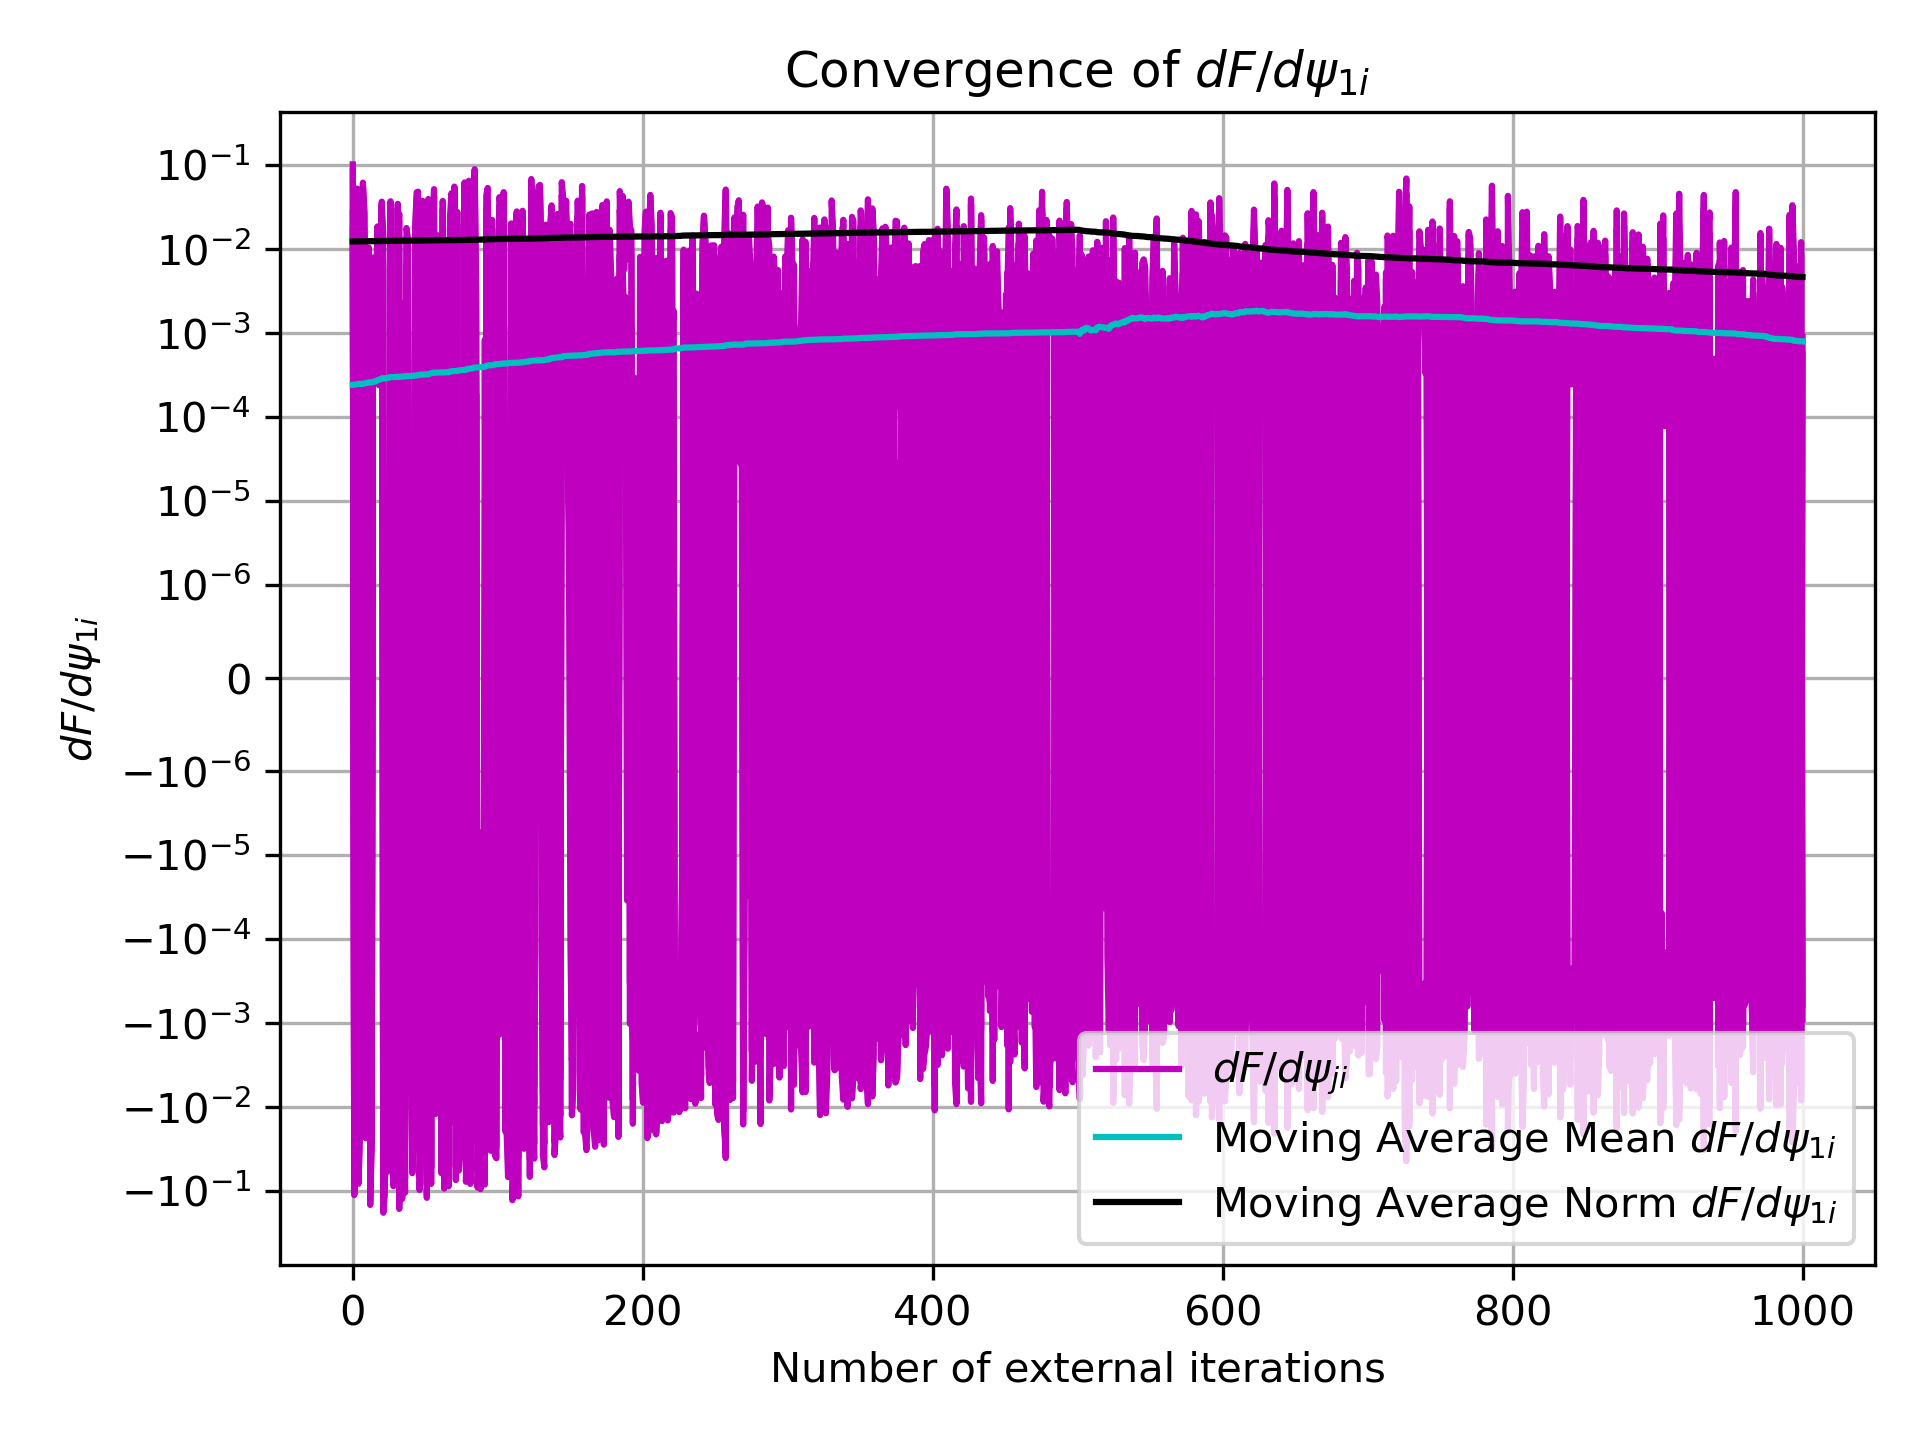 Convergence of dF/dψ₁ᵢ
10⁻¹
10⁻²
10⁻³
10⁻⁴
10⁻⁵
10⁻⁶
0
−10⁻⁶
−10⁻⁵
−10⁻⁴
−10⁻³
−10⁻²
−10⁻¹
dF/dψ₁ᵢ
dF/dψⱼᵢ
Moving Average Mean dF/dψ₁ᵢ
Moving Average Norm dF/dψ₁ᵢ
0 200 400 600 800 1000
Number of external iterations